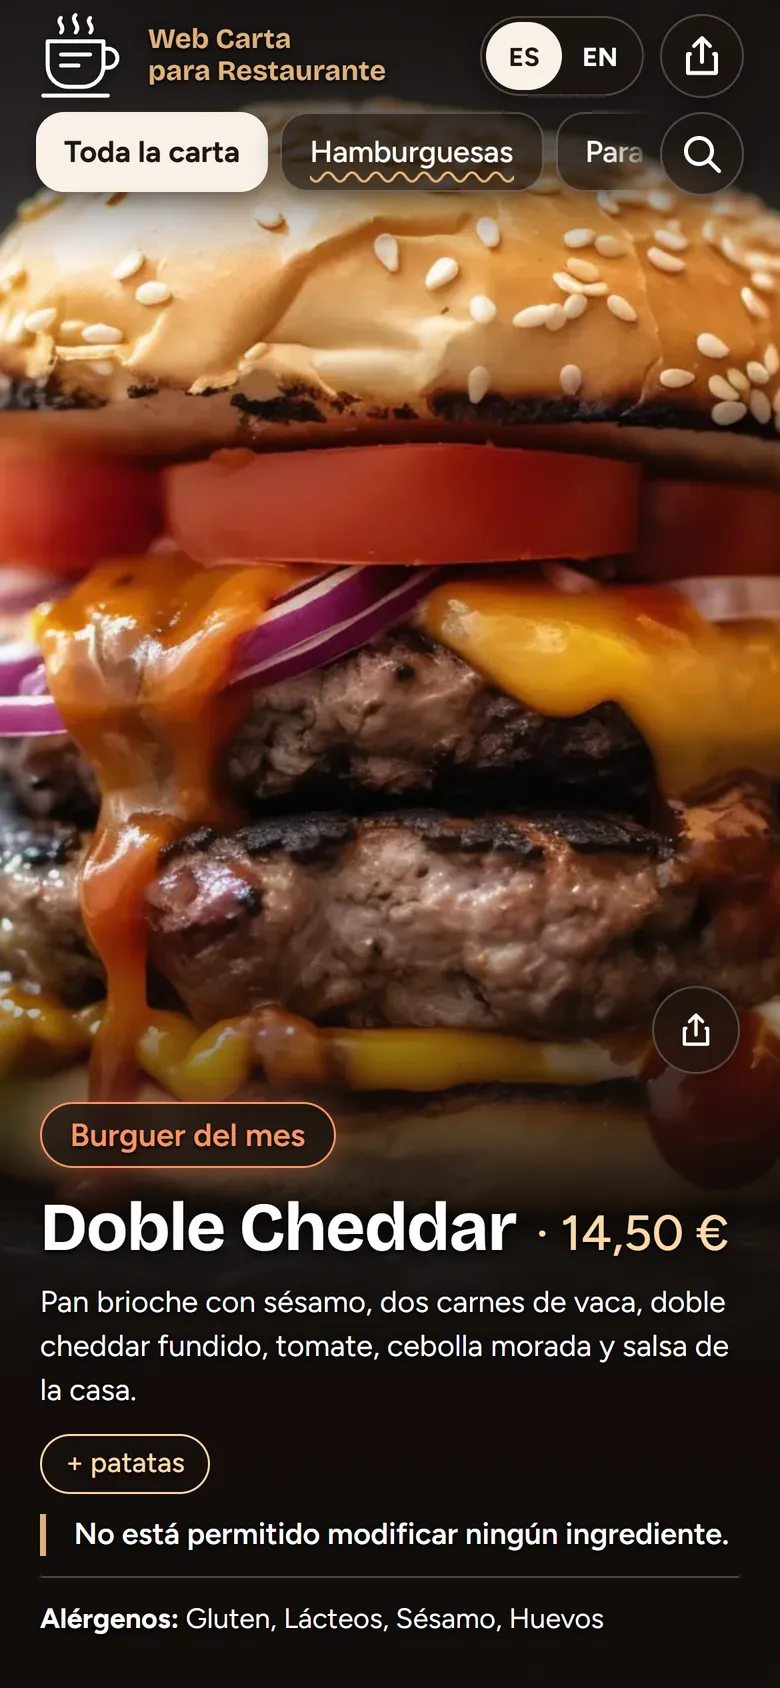 Web Carta
para Restaurante
ES EN
Toda la carta Hamburguesas Para
Burguer del mes
Doble Cheddar · 14,50 €
Pan brioche con sésamo, dos carnes de vaca, doble
cheddar fundido, tomate, cebolla morada y salsa de
la casa.
+ patatas
No está permitido modificar ningún ingrediente.
Alérgenos: Gluten, Lácteos, Sésamo, Huevos